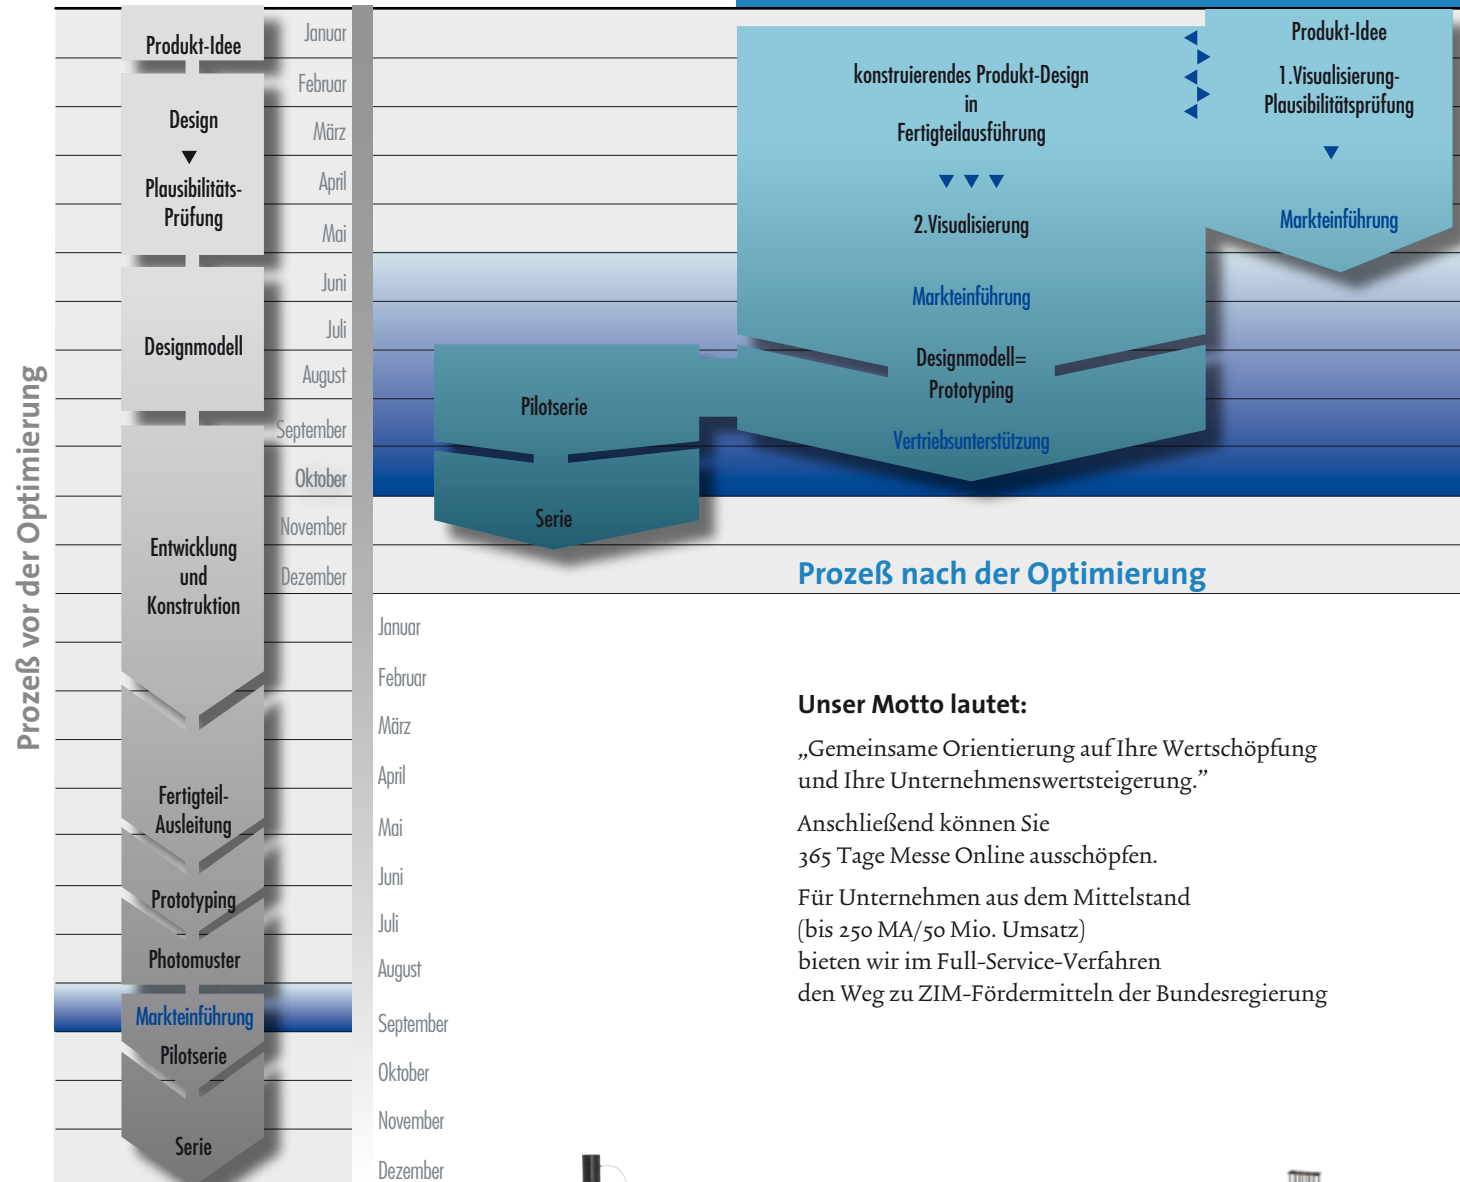 Prozeß vor der Optimierung
Produkt-Idee
Design
Plausibilitäts-
Prüfung
Designmodell
Entwicklung
und
Konstruktion
Fertigteil-
Ausleitung
Prototyping
Photomuster
Markteinführung
Pilotserie
Serie
Januar
Februar
März
April
Mai
Juni
Juli
August
September
Oktober
November
Dezember
Januar
Februar
März
April
Mai
Juni
Juli
August
September
Oktober
November
Dezember
Pilotserie
Serie
konstruierendes Produkt-Design
in
Fertigteilausführung
2.Visualisierung
Markteinführung
Designmodell=
Prototyping
Vertriebsunterstützung
Produkt-Idee
1.Visualisierung-
Plausibilitätsprüfung
Markteinführung
Prozeß nach der Optimierung
Unser Motto lautet:
„Gemeinsame Orientierung auf Ihre Wertschöpfung
und Ihre Unternehmenswertsteigerung.”
Anschließend können Sie
365 Tage Messe Online ausschöpfen.
Für Unternehmen aus dem Mittelstand
(bis 250 MA/50 Mio. Umsatz)
bieten wir im Full-Service-Verfahren
den Weg zu ZIM-Fördermitteln der Bundesregierung